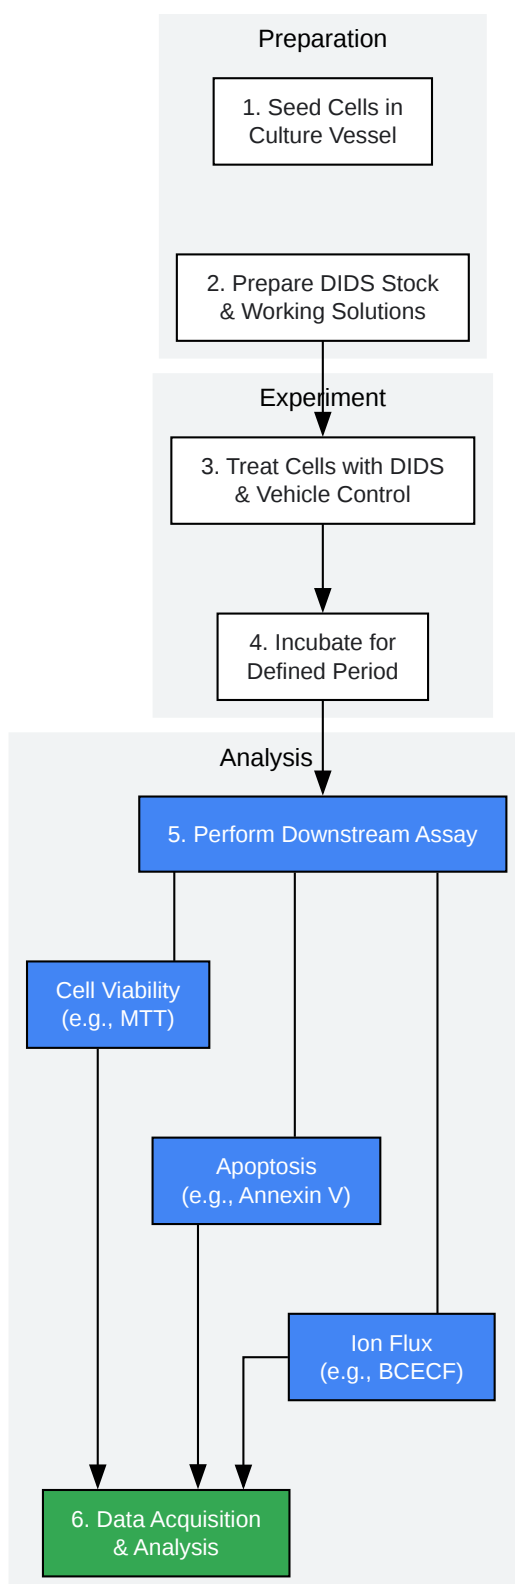 Preparation
1. Seed Cells in
Culture Vessel
2. Prepare DIDS Stock
& Working Solutions
Experiment
3. Treat Cells with DIDS
& Vehicle Control
4. Incubate for
Defined Period
Analysis
5. Perform Downstream Assay
Cell Viability
(e.g., MTT)
Apoptosis
(e.g., Annexin V)
Ion Flux
(e.g., BCECF)
6. Data Acquisition
& Analysis